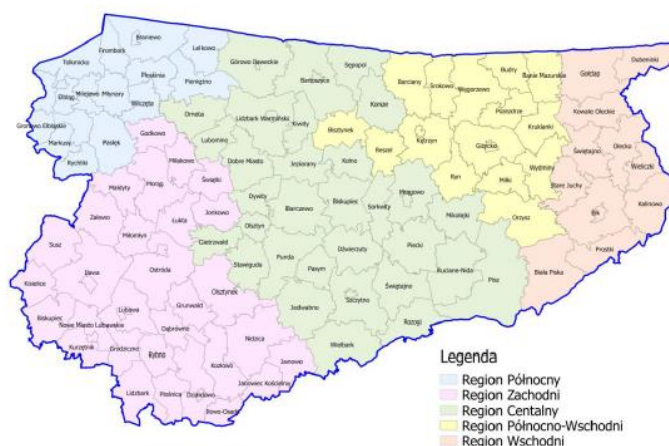 Braniewo
Frombork
Lelkowo
Tolkmicko
Płoskinia
Pieniężno
Elbląg
Młynary
Wilczęta
Gronowo Elbląskie
Markusy
Pasłęk
Rychliki
Górowo Iławeckie
Sępopol
Bartoszyce
Korsze
Orneta
Lidzbark Warmiński
Kiwity
Lubomino
Bisztynek
Reszel
Dobre Miasto
Jeziorany
Kolno
Barciany
Srokowo
Węgorzewo
Budry
Banie Mazurskie
Pozezdrze
Kruklanki
Kętrzyn
Giżycko
Wydminy
Ryn
Miłki
Orzysz
Gołdap
Dubeninki
Kowale Oleckie
Świętajno
Olecko
Wieliczki
Stare Juchy
Ełk
Kalinowo
Prostki
Biała Piska
Godkowo
Miłakowo
Małdyty
Morąg
Świątki
Zalewo
Łukta
Jonkowo
Miłomłyn
Dywity
Barczewo
Biskupiec
Sorkwity
Mrągowo
Mikołajki
Olsztyn
Gietrzwałd
Stawiguda
Purda
Pasym
Dźwierzuty
Piecki
Ruciane-Nida
Pisz
Szczytno
Świętajno
Jedwabno
Rozogi
Wielbark
Susz
Iława
Ostróda
Olsztynek
Kisielice
Biskupiec
Lubawa
Grunwald
Nowe Miasto Lubawskie
Dąbrówno
Kurzętnik
Grodziczno
Rybno
Nidzica
Kozłowo
Janowo
Lidzbark
Płośnica
Działdowo
Janowiec Kościelny
Iłowo-Osada
Legenda
Region Północny
Region Zachodni
Region Centalny
Region Północno-Wschodni
Region Wschodni